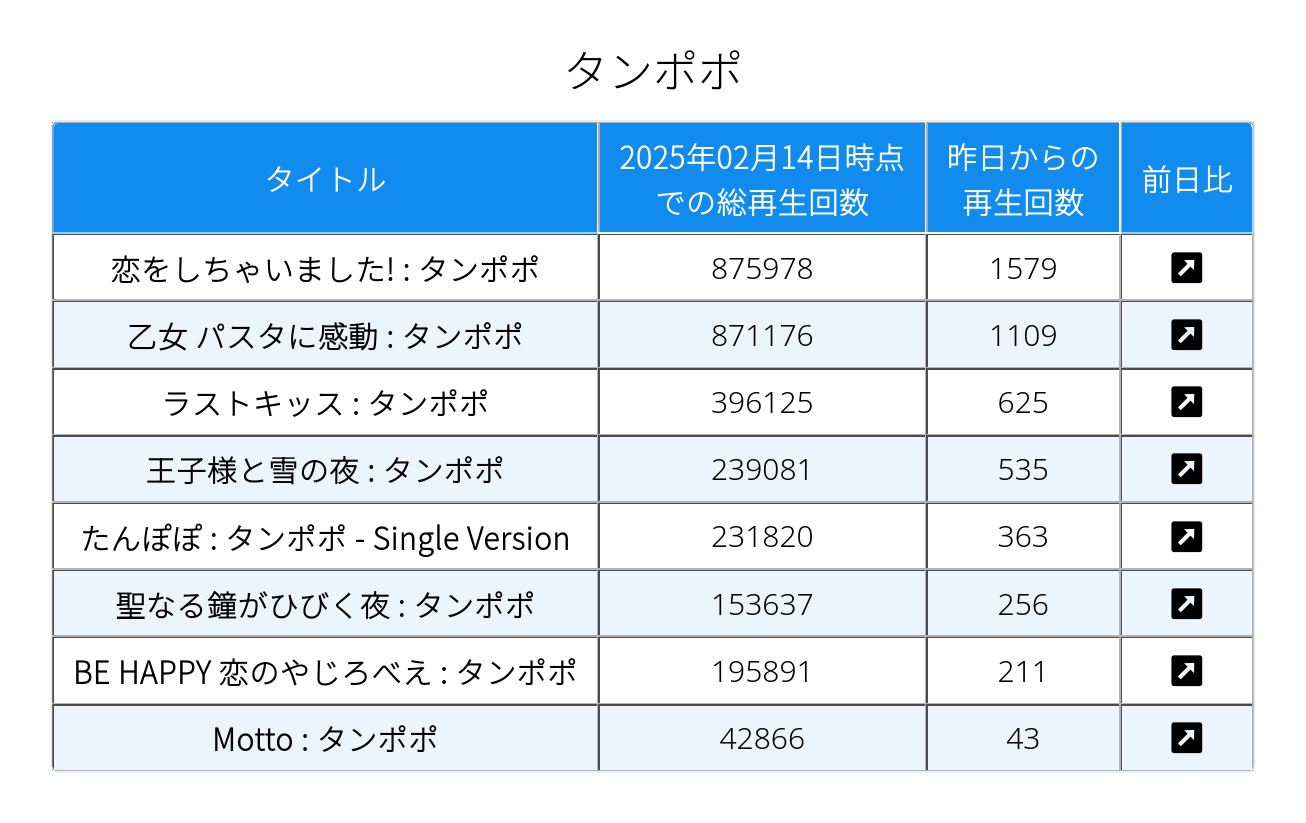 タンポポ
タイトル 2025年02月14日時点 昨日からの 前日比
での総再生回数 再生回数
恋をしちゃいました! : タンポポ 875978 1579
乙女 パスタに感動 : タンポポ 871176 1109
ラストキッス : タンポポ 396125 625
王子様と雪の夜 : タンポポ 239081 535
たんぽぽ : タンポポ - Single Version 231820 363
聖なる鐘がひびく夜 : タンポポ 153637 256
BE HAPPY 恋のやじろべえ : タンポポ 195891 211
Motto : タンポポ 42866 43